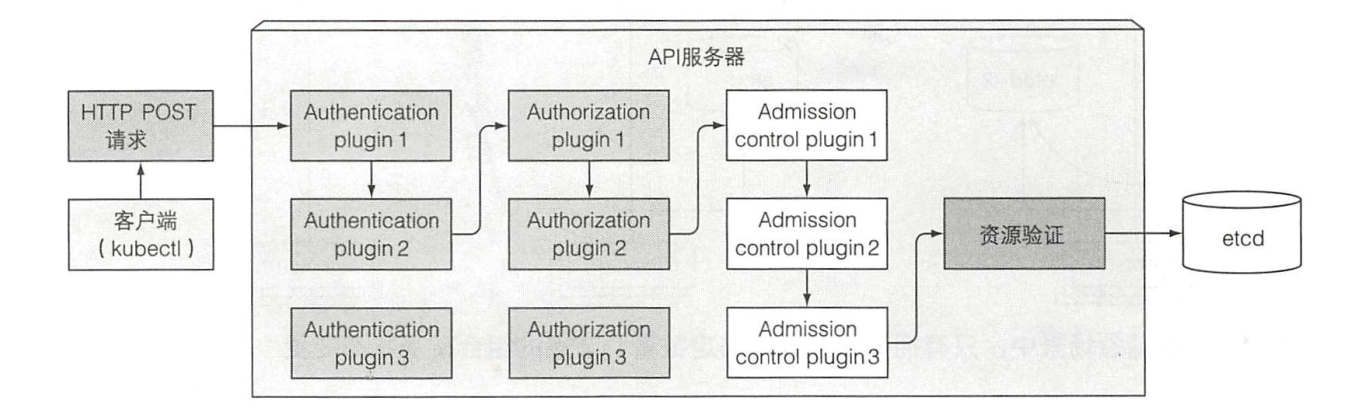 API服务器
HTTP POST
请求
客户端
（kubectl）
Authentication
plugin 1
Authentication
plugin 2
Authentication
plugin 3
Authorization
plugin 1
Authorization
plugin 2
Authorization
plugin 3
Admission
control plugin 1
Admission
control plugin 2
Admission
control plugin 3
资源验证
etcd